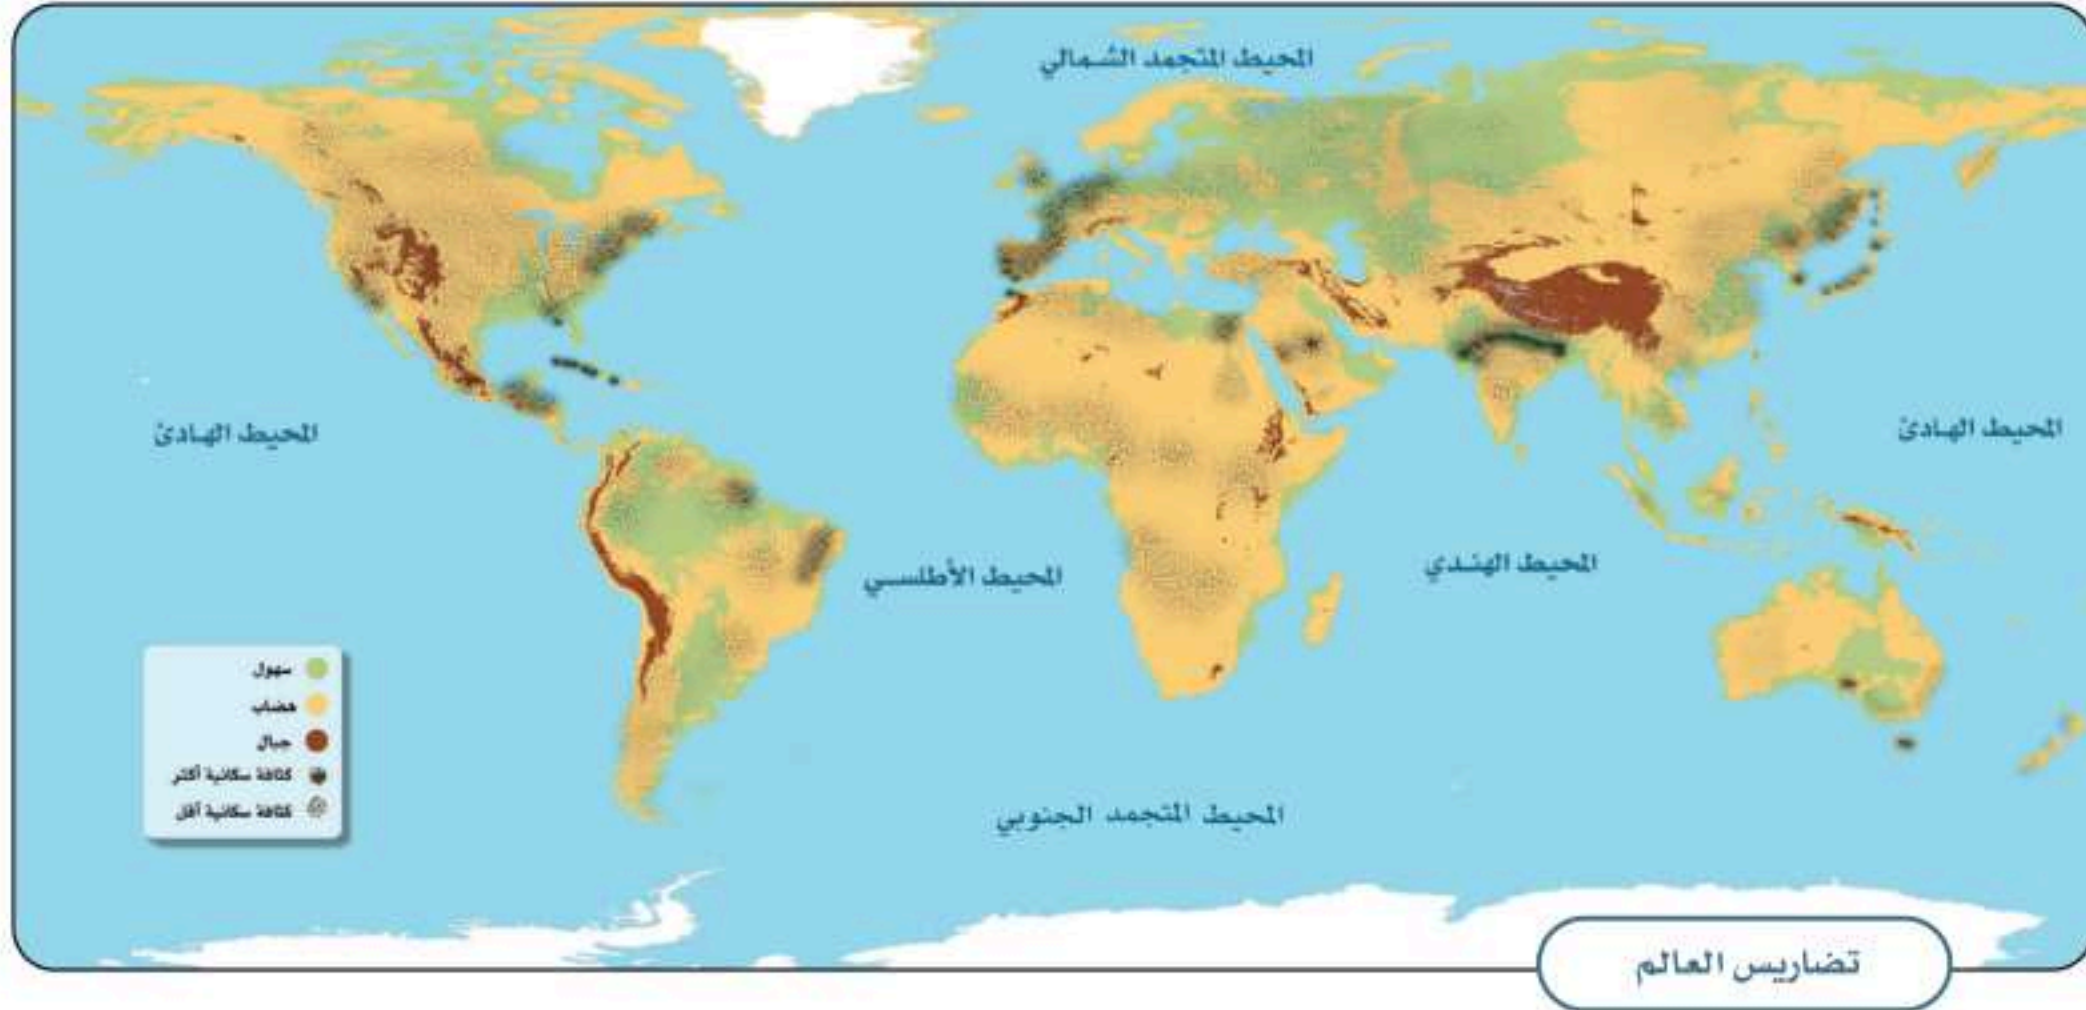 المحيط المتجمد الشمالي
المحيط الهادئ
المحيط الهادئ
المحيط الأطلسي
المحيط الهندي
سهول
هضاب
جبال
كثافة سكانية أكثر
كثافة سكانية أقل
المحيط المتجمد الجنوبي
تضاريس العالم